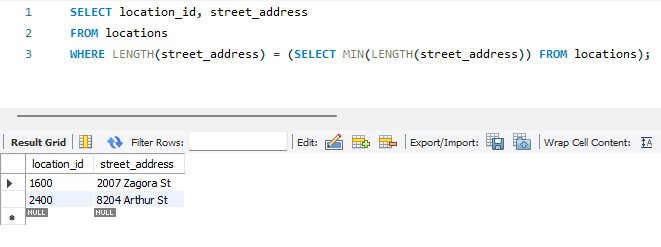 1 SELECT location_id, street_address
2 FROM locations
3 WHERE LENGTH(street_address) = (SELECT MIN(LENGTH(street_address)) FROM locations);
Result Grid Filter Rows: Edit: Export/Import: Wrap Cell Content: IA
location_id street_address
1600 2007 Zagora St
2400 8204 Arthur St
NULL NULL